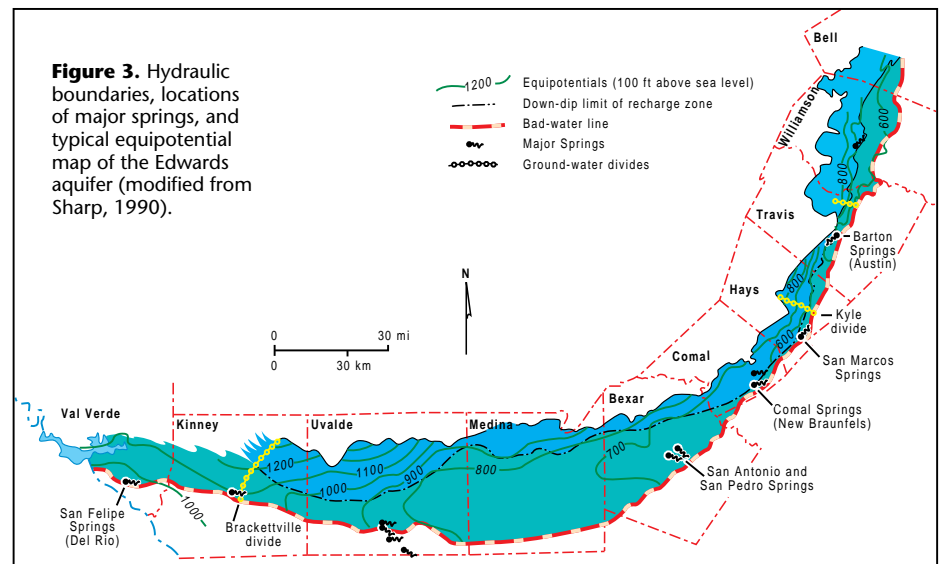 Figure 3. Hydraulic
boundaries, locations
of major springs, and
typical equipotential
map of the Edwards
aquifer (modified from
Sharp, 1990).
1200
Equipotentials (100 ft above sea level)
Down-dip limit of recharge zone
Bad-water line
Major Springs
Ground-water divides
N
0
30 mi
0
30 km
Bell
Williamson
600
800
Travis
Barton
Springs
(Austin)
Hays
800
Kyle
divide
600
San Marcos
Springs
Comal
Comal Springs
(New Braunfels)
Bexar
700
San Antonio and
San Pedro Springs
Val Verde
Kinney
Uvalde
Medina
1200
1100
1000
900
800
1000
San Felipe
Springs
(Del Rio)
Brackettville
divide